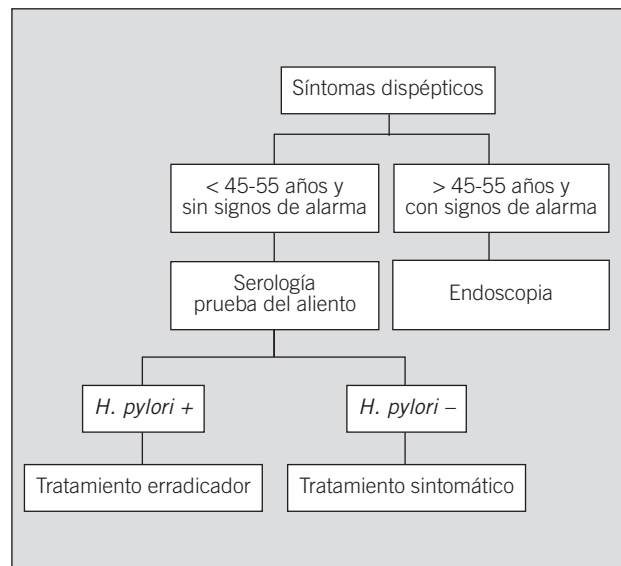 Síntomas dispépticos
< 45-55 años y
sin signos de alarma
> 45-55 años y
con signos de alarma
Serología
prueba del aliento
Endoscopia
H. pylori +
H. pylori –
Tratamiento erradicador
Tratamiento sintomático